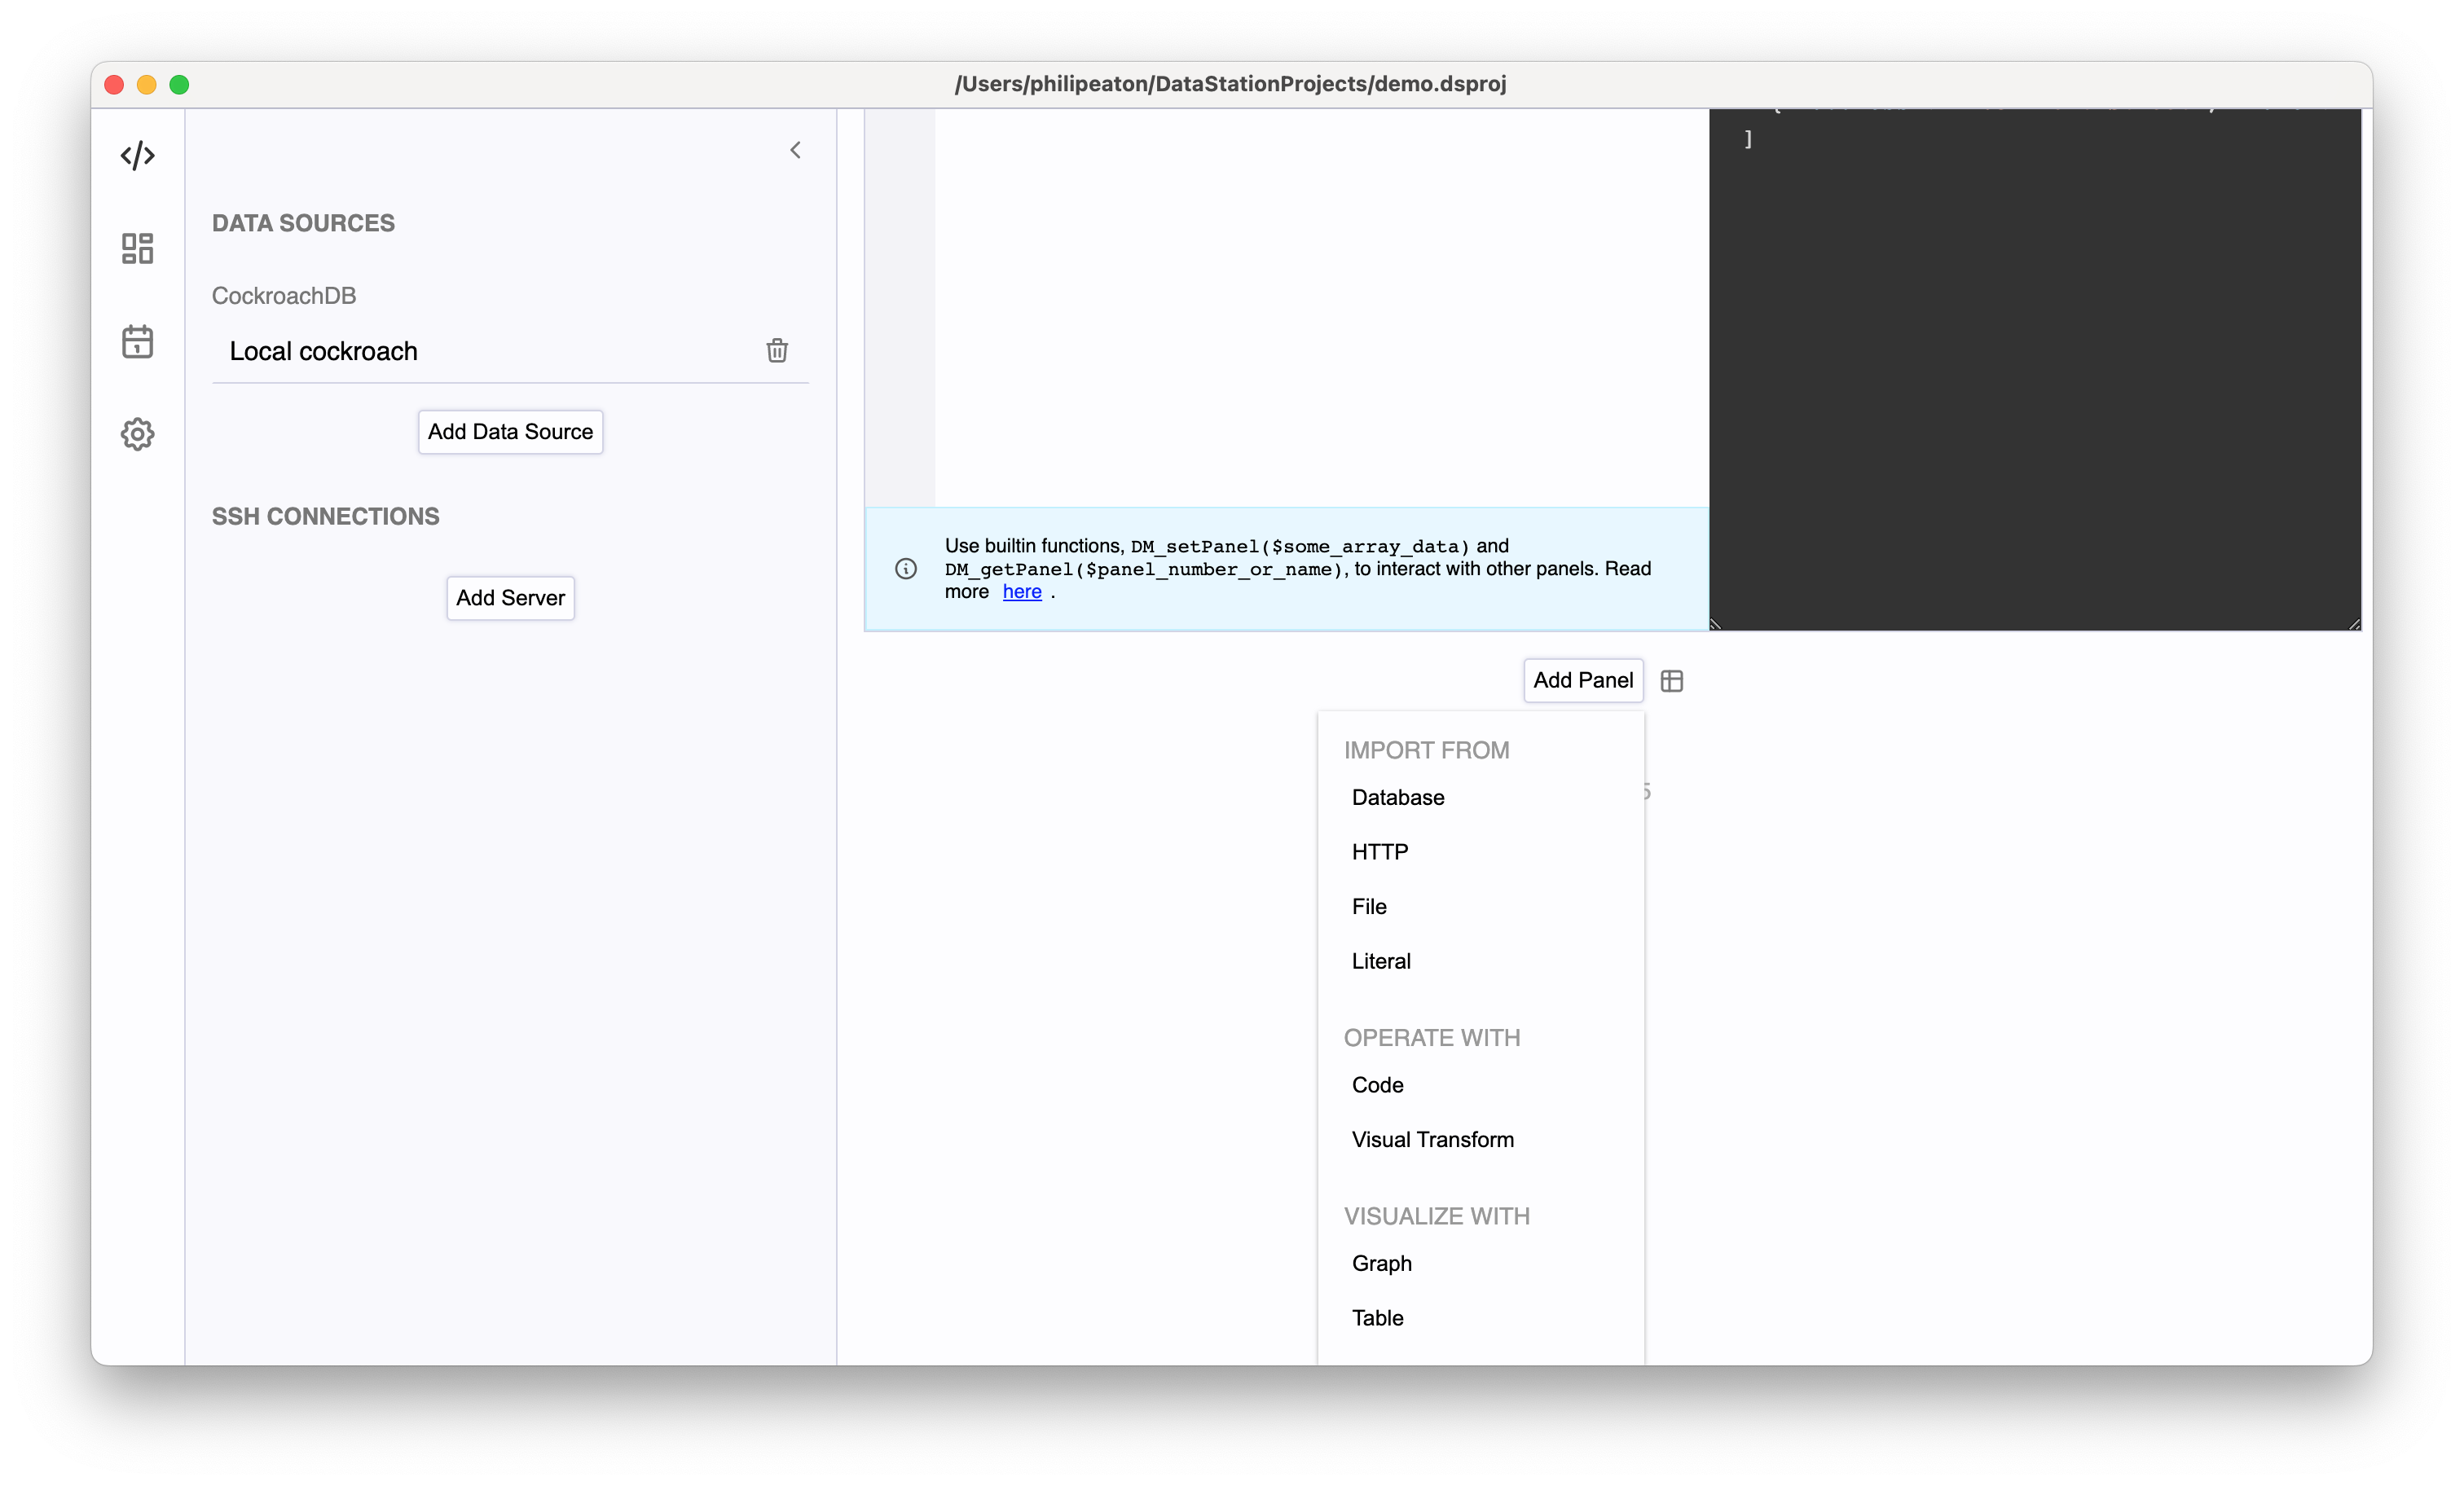 /Users/philipeaton/DataStationProjects/demo.dsproj
DATA SOURCES
CockroachDB
Local cockroach
Add Data Source
SSH CONNECTIONS
Add Server
]
Use builtin functions, DM_setPanel($some_array_data) and
DM_getPanel($panel_number_or_name), to interact with other panels. Read
more here .
Add Panel
IMPORT FROM
Database
HTTP
File
Literal
OPERATE WITH
Code
Visual Transform
VISUALIZE WITH
Graph
Table